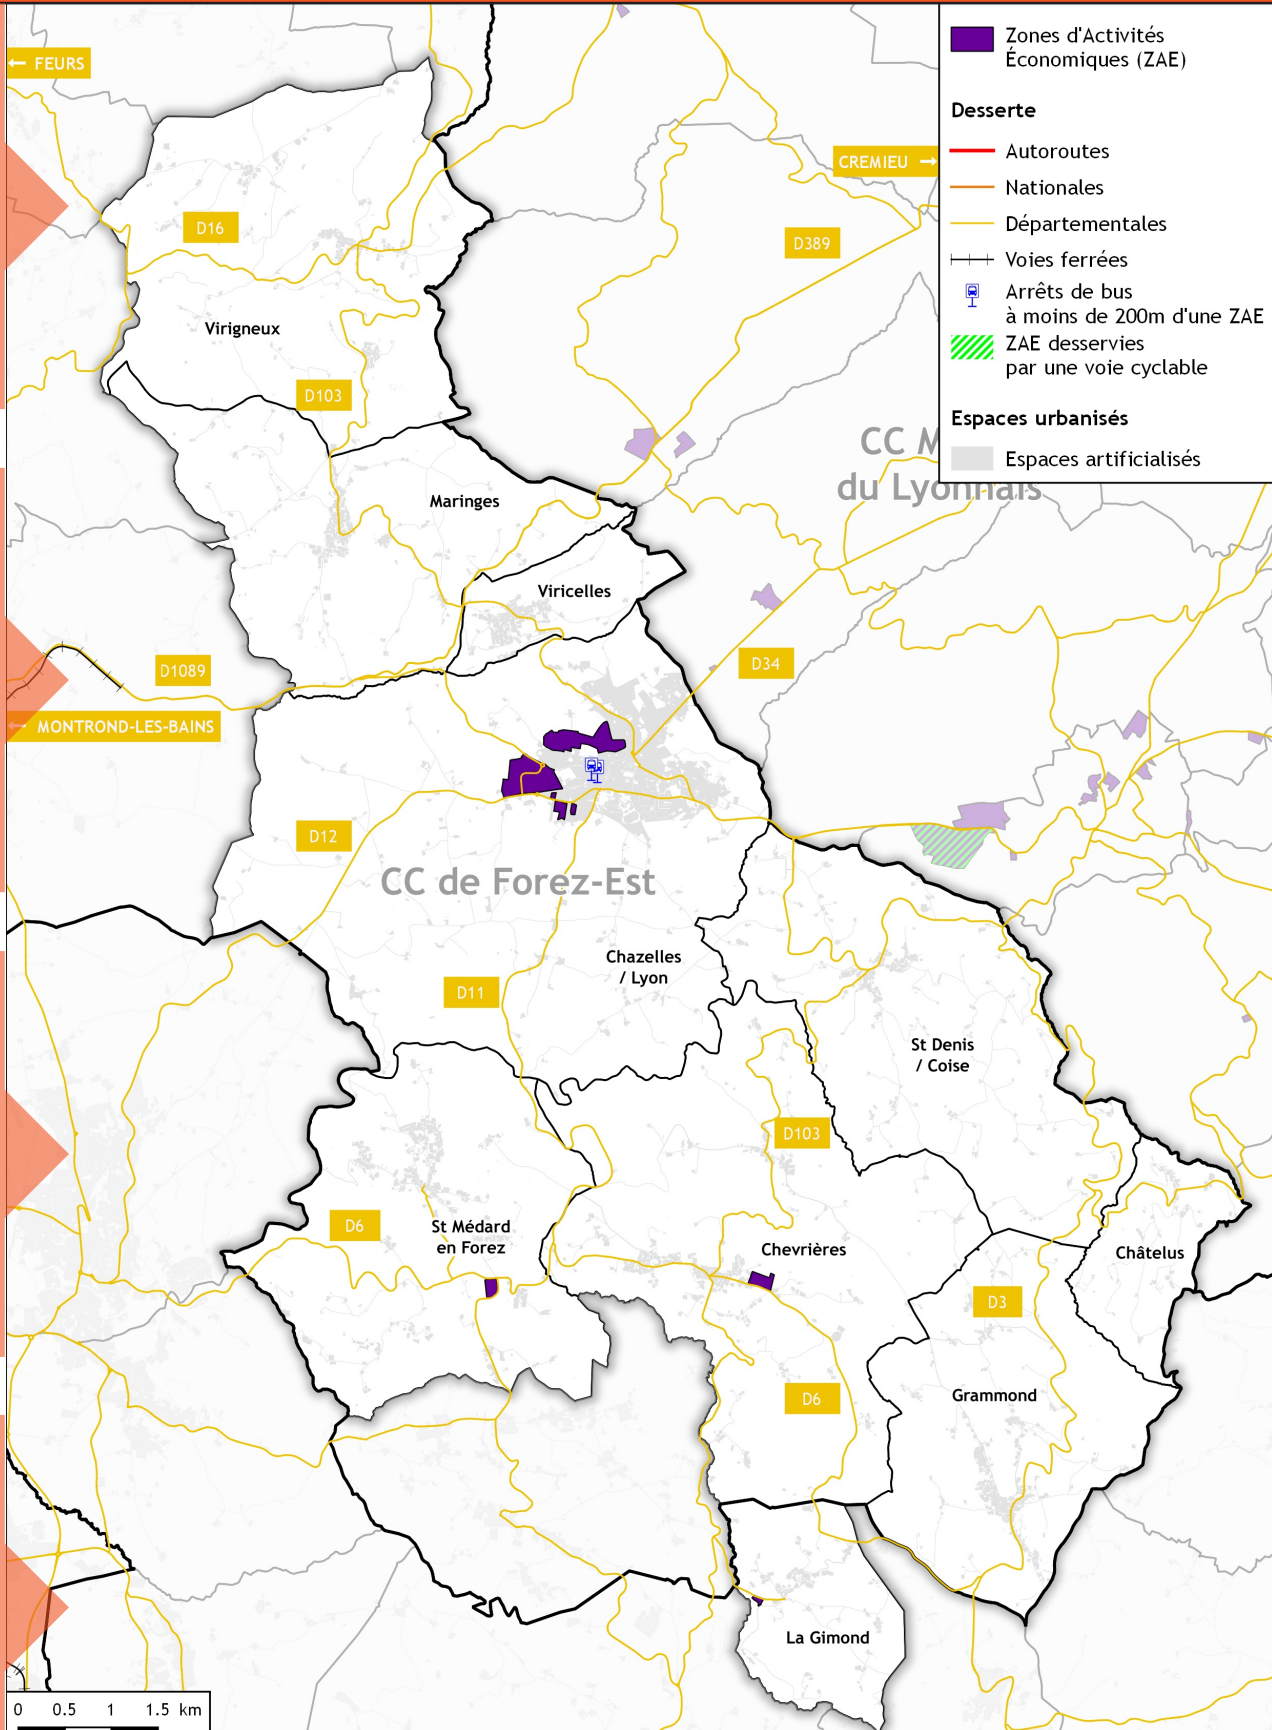 Zones d'Activités
Économiques (ZAE)
Desserte
Autoroutes
Nationales
Départementales
Voies ferrées
Arrêts de bus
à moins de 200m d'une ZAE
ZAE desservies
par une voie cyclable
Espaces urbanisés
Espaces artificialisés
← FEURS
CREMIEU →
D16
D389
Virigneux
D103
CC M
du Lyonnais
Maringes
Viricelles
D1089
D34
← MONTROND-LES-BAINS
D12
CC de Forez-Est
Chazelles
/ Lyon
D11
St Denis
/ Coise
D103
D6
St Médard
en Forez
Chevrières
Châtelus
D3
D6
Grammond
La Gimond
0 0.5 1 1.5 km